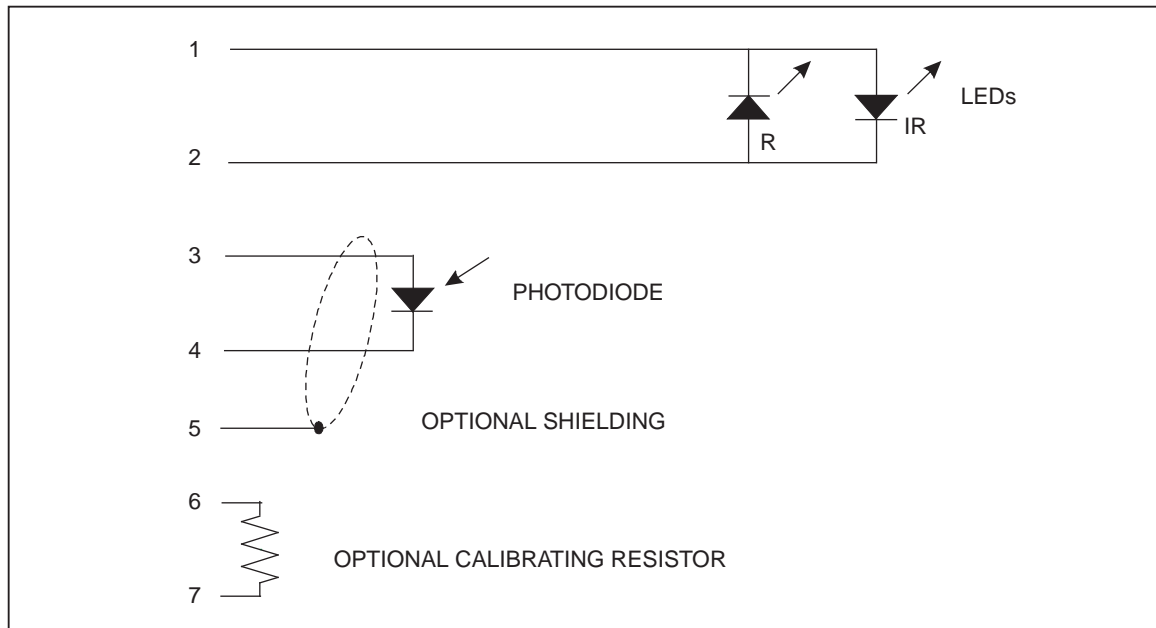 1
LEDs
R
IR
2
3
PHOTODIODE
4
5
OPTIONAL SHIELDING
6
OPTIONAL CALIBRATING RESISTOR
7